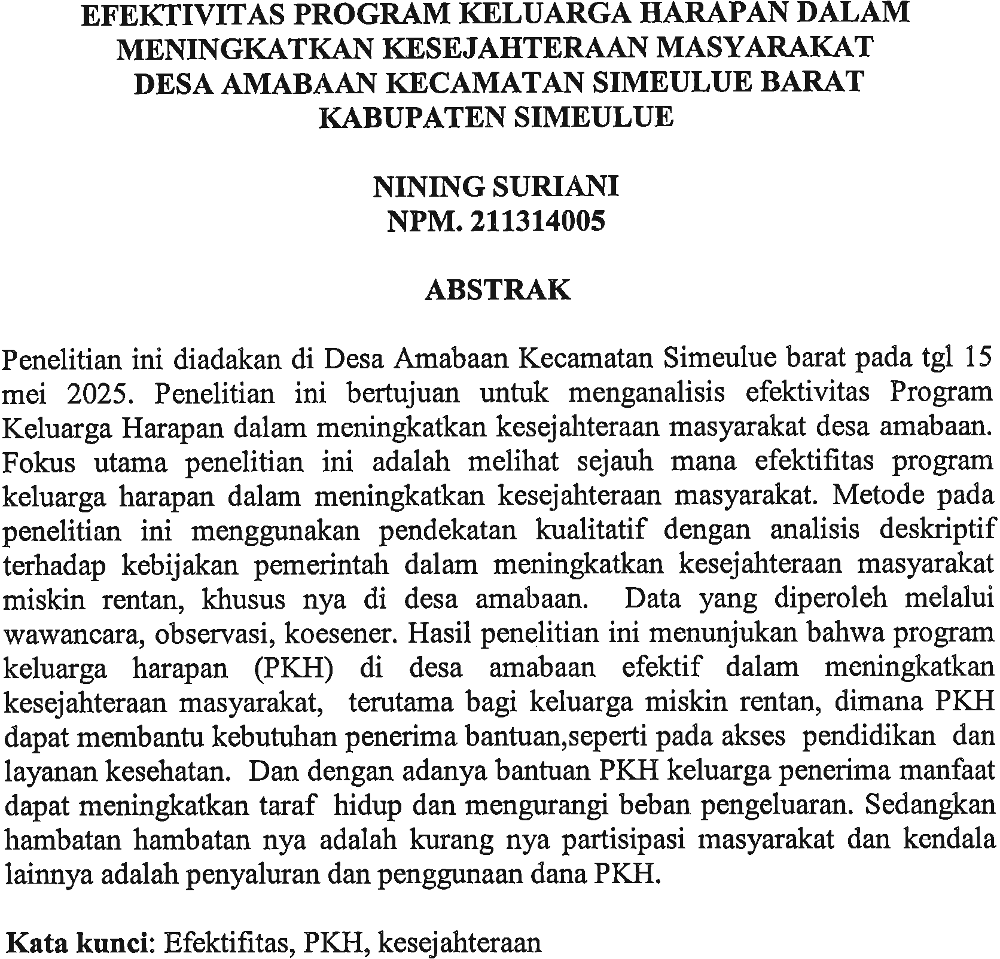 EFEKTIVITAS PROGRAM KELUARGA HARAPAN DALAM
MENINGKATKAN KESEJAHTERAAN MASYARAKAT
DESA AMABAAN KECAMATAN SIMEULUE BARAT
KABUPATEN SIMEULUE
NINING SURIANI
NPM. 211314005
ABSTRAK
Penelitian ini diadakan di Desa Amabaan Kecamatan Simeulue barat pada tgl 15
mei 2025. Penelitian ini bertujuan untuk menganalisis efektivitas Program
Keluarga Harapan dalam meningkatkan kesejahteraan masyarakat desa amabaan.
Fokus utama penelitian ini adalah melihat sejauh mana efektifitas program
keluarga harapan dalam meningkatkan kesejahteraan masyarakat. Metode pada
penelitian ini menggunakan pendekatan kualitatif dengan analisis deskriptif
terhadap kebijakan pemerintah dalam meningkatkan kesejahteraan masyarakat
miskin rentan, khusus nya di desa amabaan. Data yang diperoleh melalui
wawancara, observasi, koesener. Hasil penelitian ini menunjukan bahwa program
keluarga harapan (PKH) di desa amabaan efektif dalam meningkatkan
kesejahteraan masyarakat, terutama bagi keluarga miskin rentan, dimana PKH
dapat membantu kebutuhan penerima bantuan,seperti pada akses pendidikan dan
layanan kesehatan. Dan dengan adanya bantuan PKH keluarga penerima manfaat
dapat meningkatkan taraf hidup dan mengurangi beban pengeluaran. Sedangkan
hambatan hambatan nya adalah kurang nya partisipasi masyarakat dan kendala
lainnya adalah penyaluran dan penggunaan dana PKH.
Kata kunci: Efektifitas, PKH, kesejahteraan